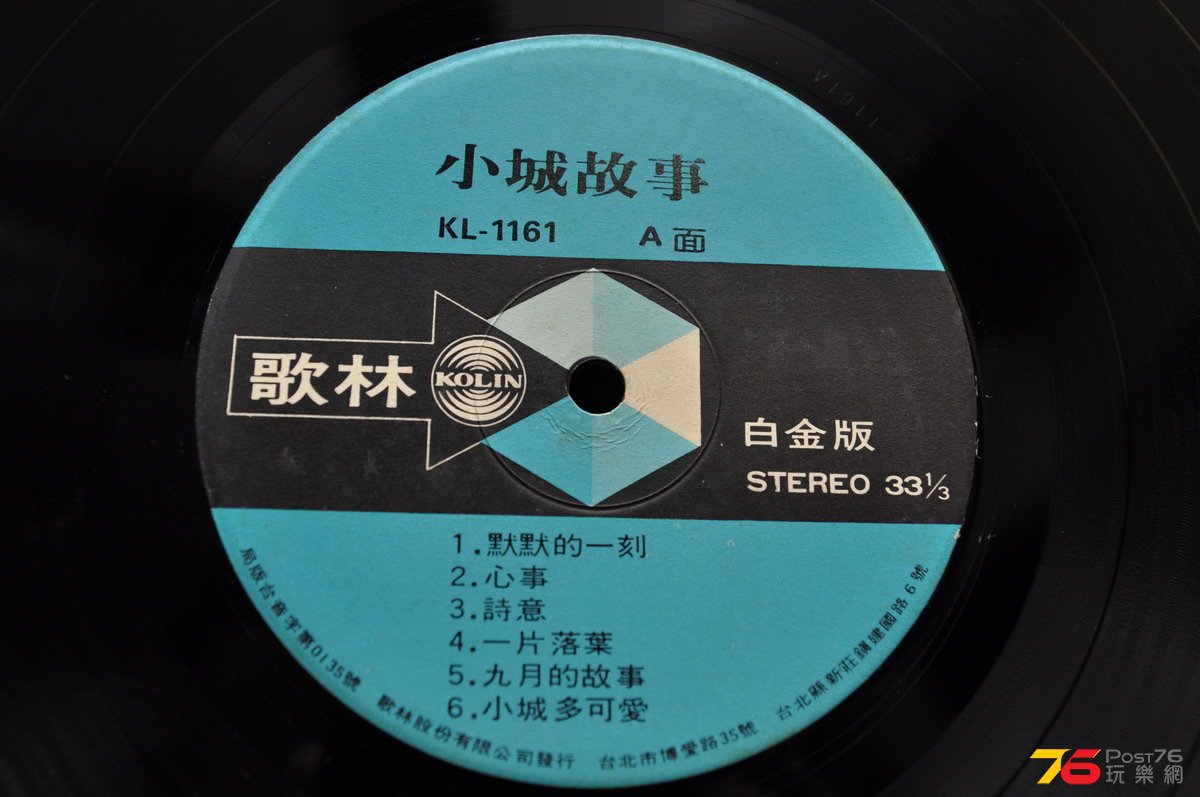 小城故事
KL-1161 A面
歌林 KOLIN
白金版
STEREO 33⅓
1.默默的一刻
2.心事
3.詩意
4.一片落葉
5.九月的故事
6.小城多可愛
局版台音字第0135號 歌林股份有限公司發行 台北市博愛路35號 台北縣新莊鎮建國路6號
-1161A
76 POST76
玩樂網